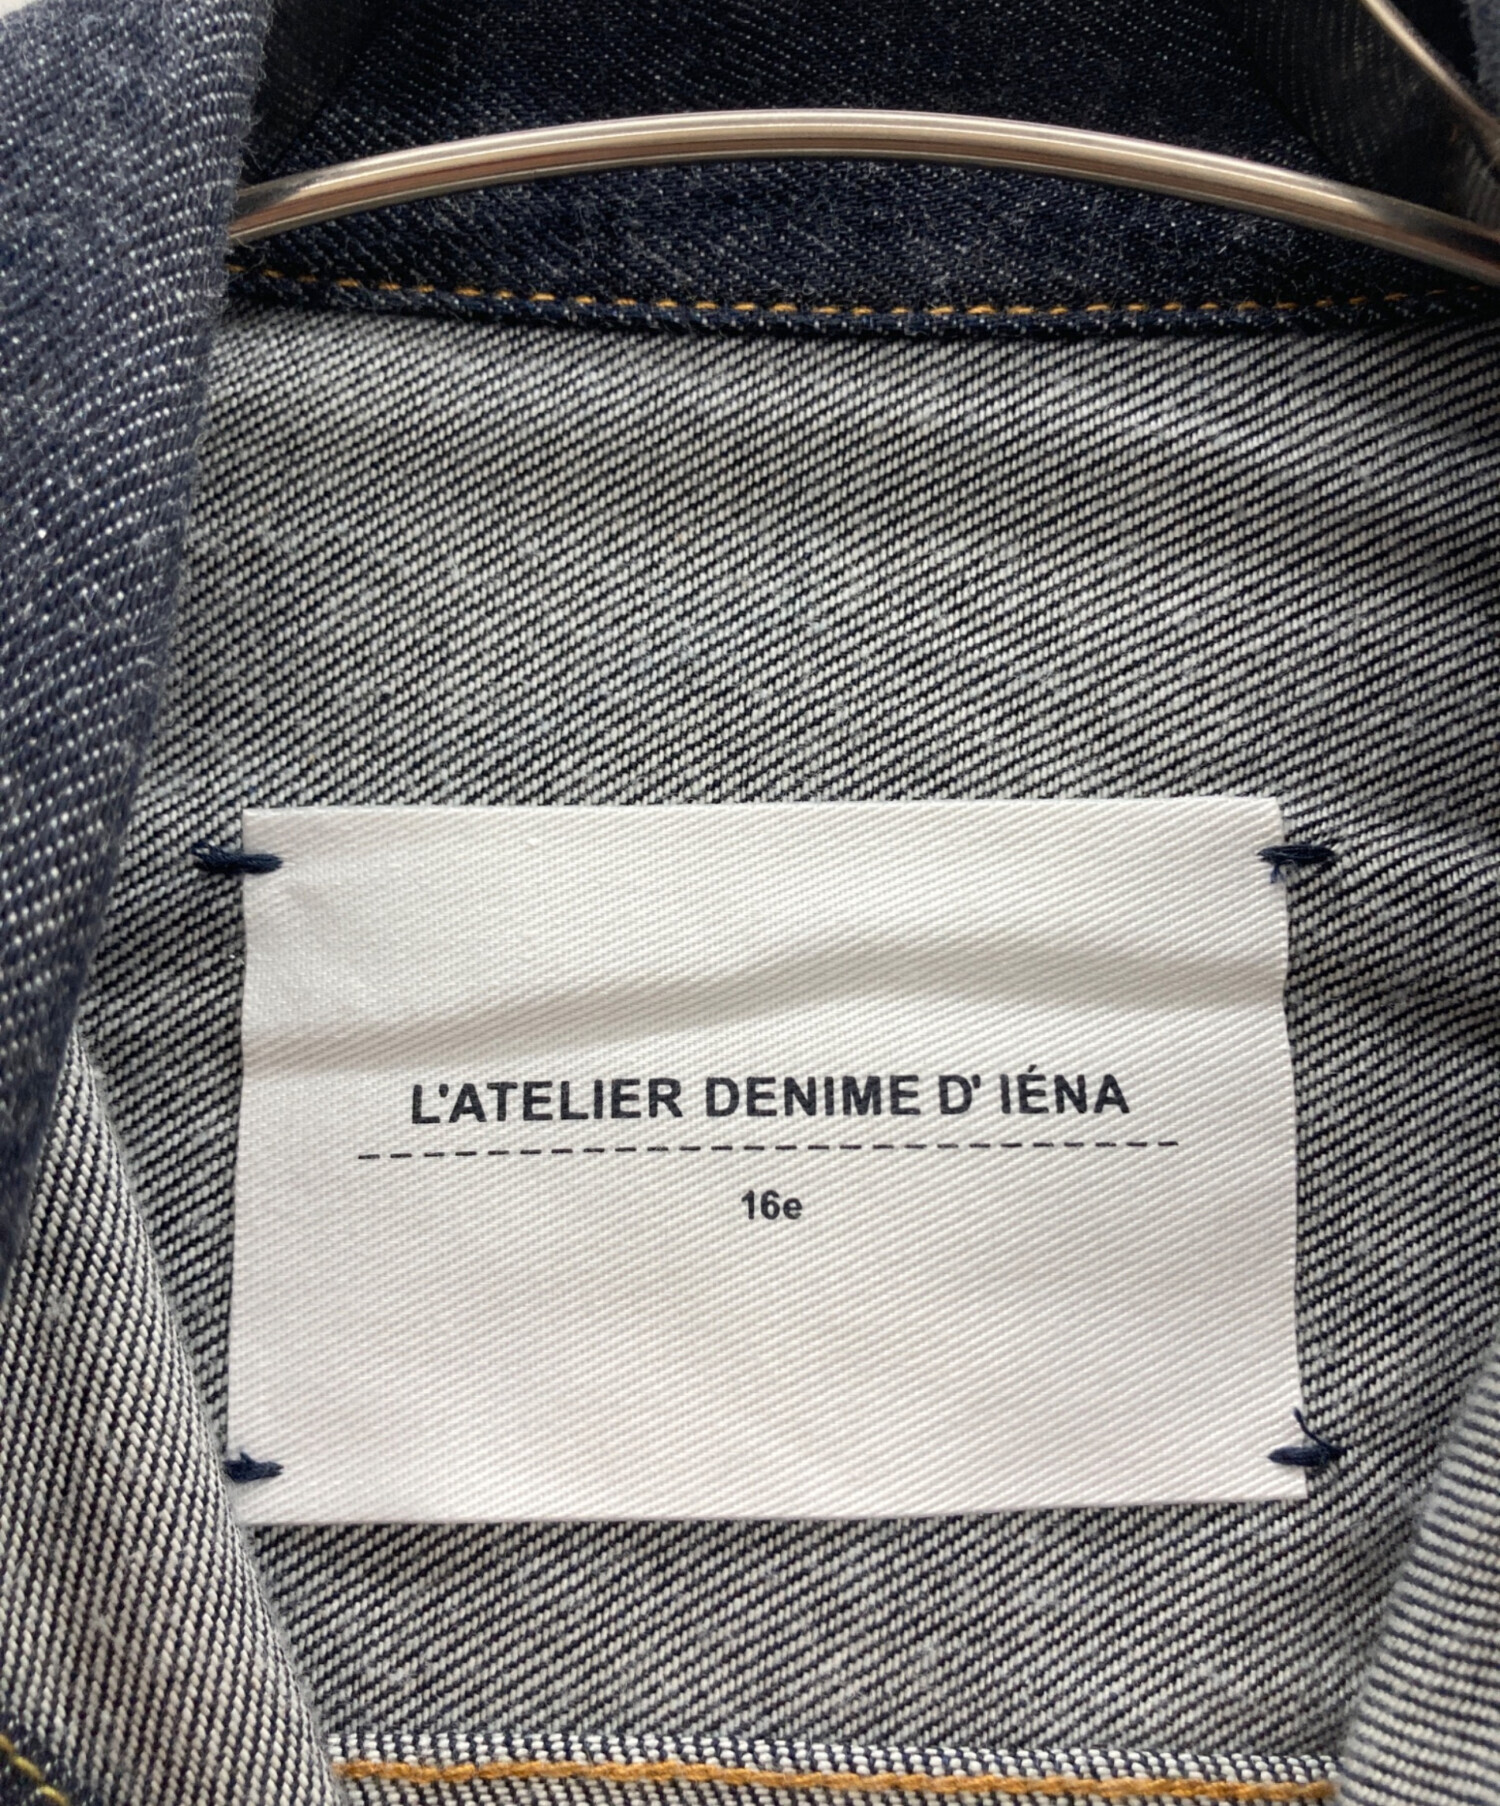 L'ATELIER DENIME D' IÉNA
16e